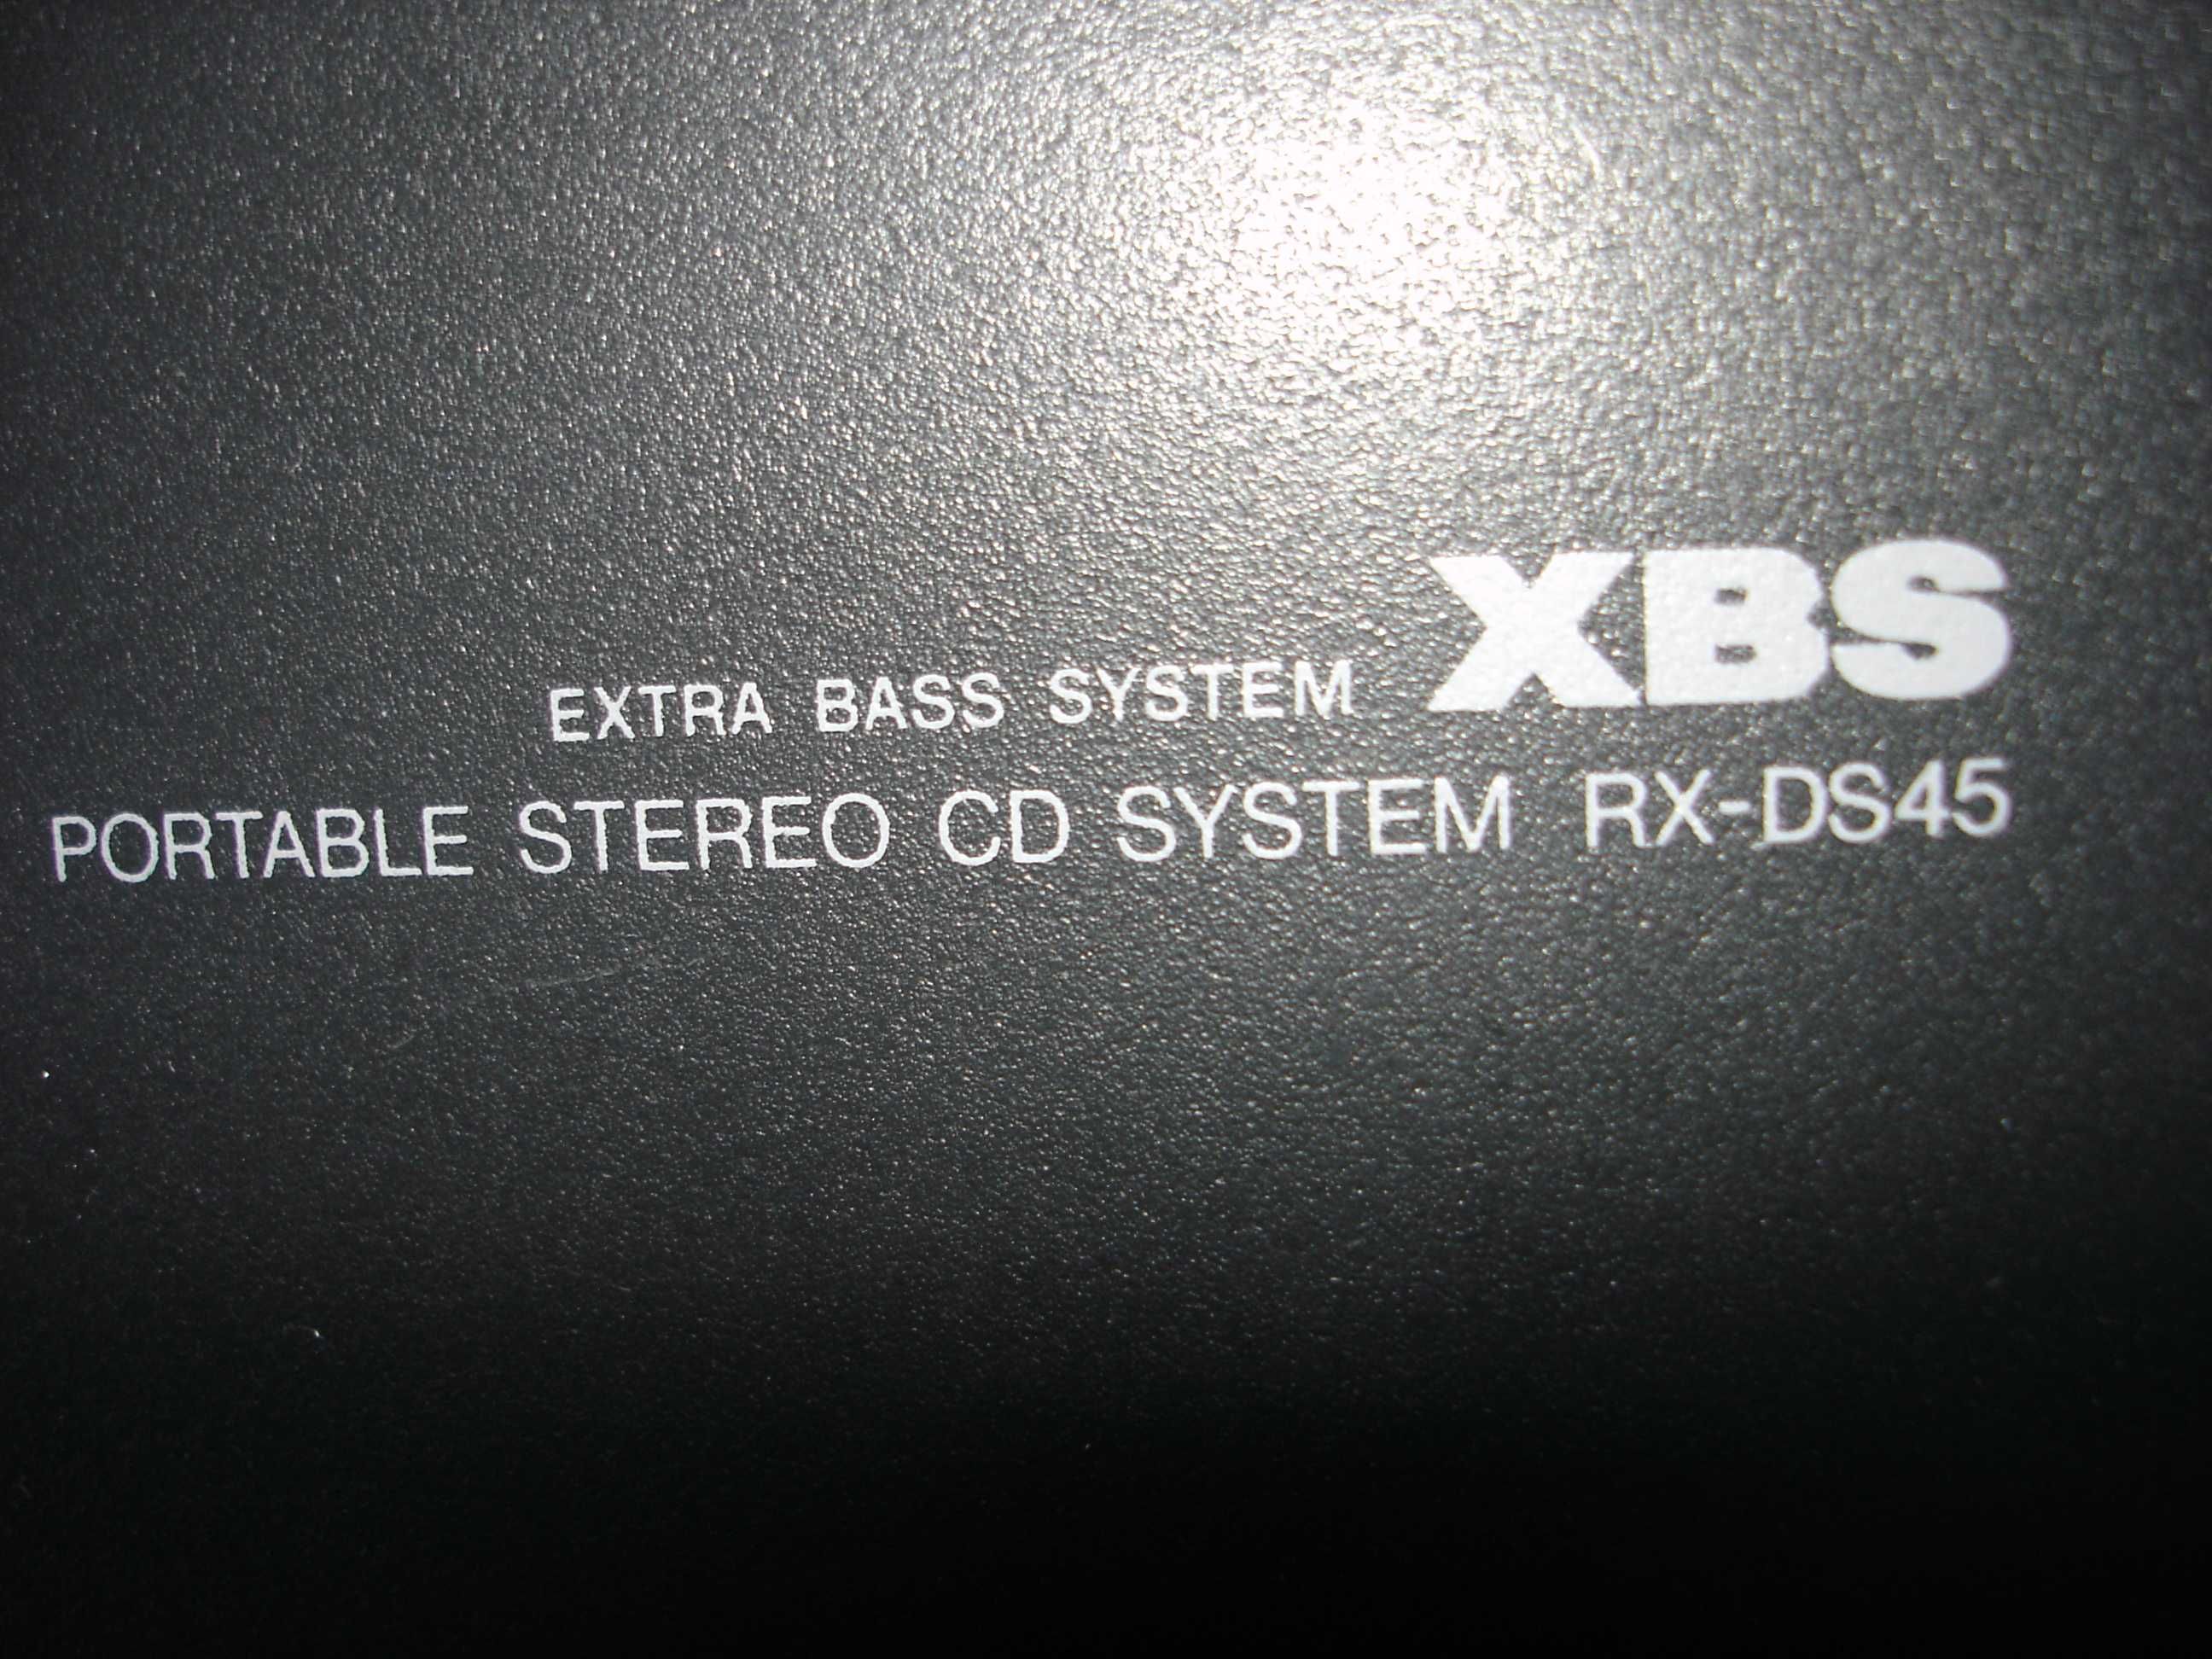 EXTRA BASS SYSTEM XBS
PORTABLE STEREO CD SYSTEM RX-DS45